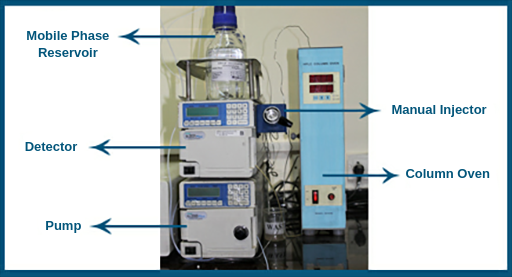 Mobile Phase
Reservoir
Manual Injector
Detector
Column Oven
Pump